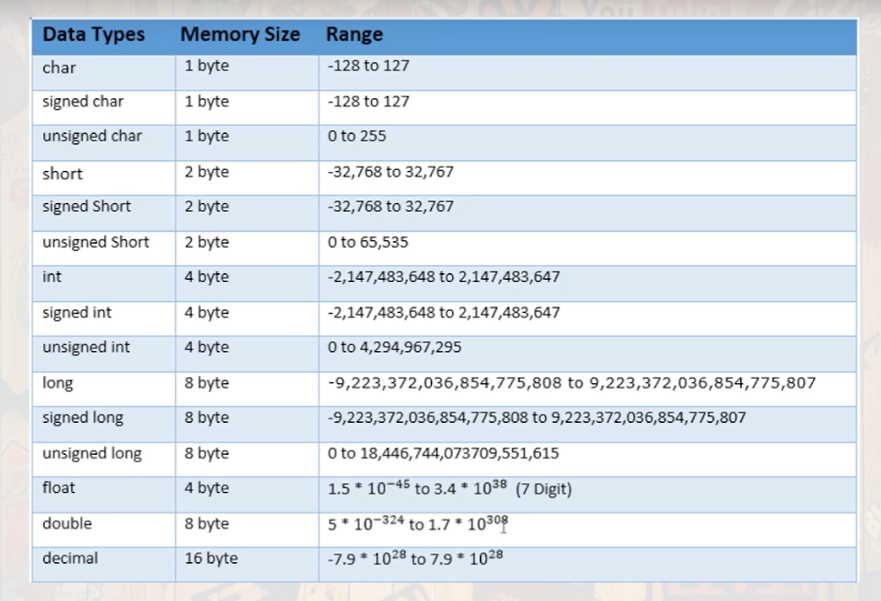 Data Types Memory Size Range
char 1 byte -128 to 127
signed char 1 byte -128 to 127
unsigned char 1 byte 0 to 255
short 2 byte -32,768 to 32,767
signed Short 2 byte -32,768 to 32,767
unsigned Short 2 byte 0 to 65,535
int 4 byte -2,147,483,648 to 2,147,483,647
signed int 4 byte -2,147,483,648 to 2,147,483,647
unsigned int 4 byte 0 to 4,294,967,295
long 8 byte -9,223,372,036,854,775,808 to 9,223,372,036,854,775,807
signed long 8 byte -9,223,372,036,854,775,808 to 9,223,372,036,854,775,807
unsigned long 8 byte 0 to 18,446,744,073709,551,615
float 4 byte 1.5 * 10⁻⁴⁵ to 3.4 * 10³⁸ (7 Digit)
double 8 byte 5 * 10⁻³²⁴ to 1.7 * 10³⁰⁸
decimal 16 byte -7.9 * 10²⁸ to 7.9 * 10²⁸